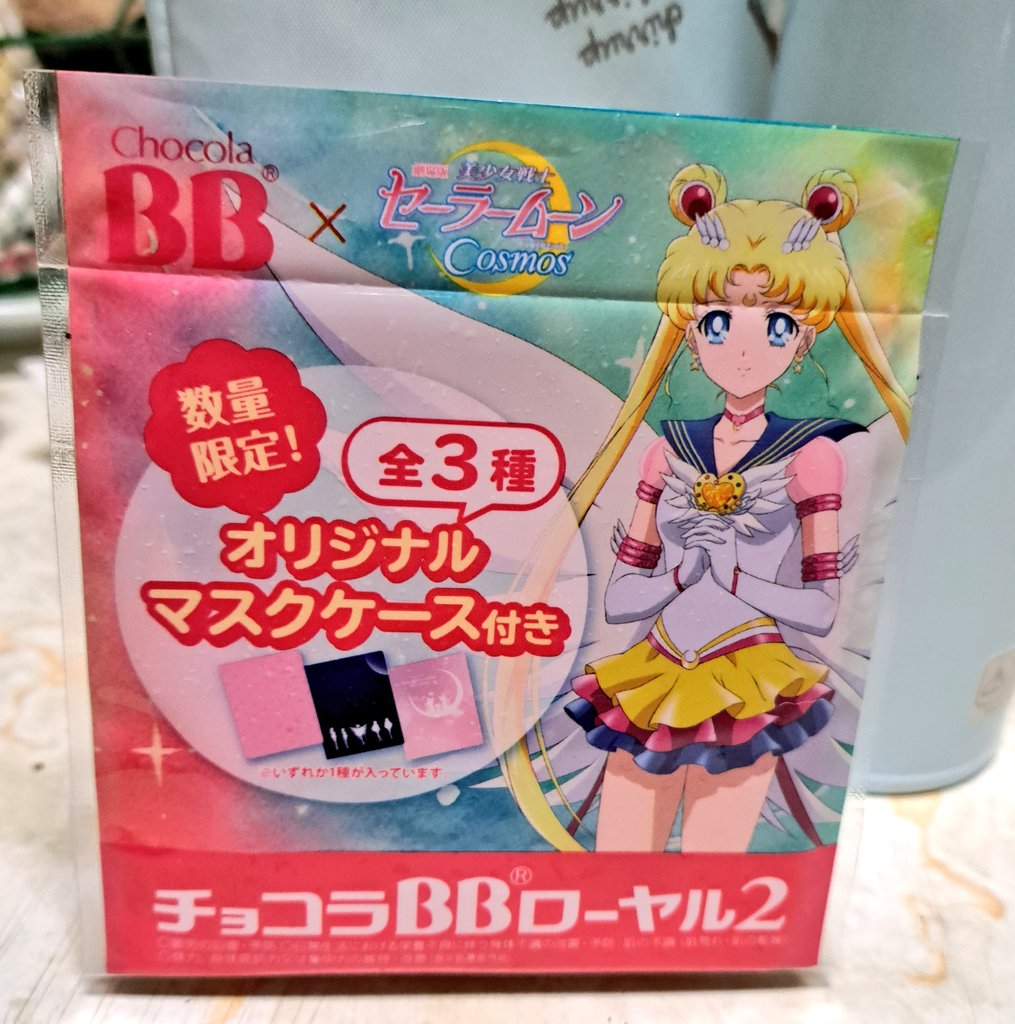 Chocola
BB®
×
劇場版 美少女戦士
セーラームーン
Cosmos
数量
限定!
全3種
オリジナル
マスクケース付き
※いずれか1種が入っています
チョコラBB®ローヤル2